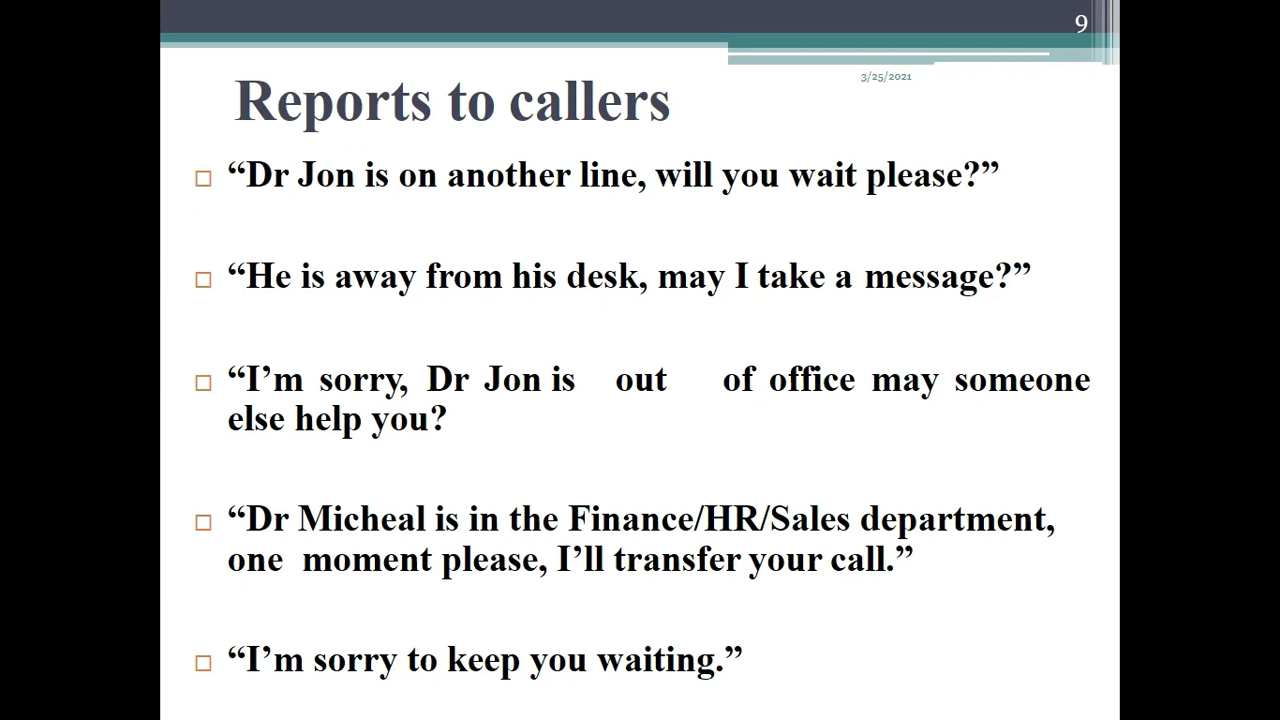 9
3/25/2021
Reports to callers
“Dr Jon is on another line, will you wait please?”
“He is away from his desk, may I take a message?”
“I’m sorry, Dr Jon is out of office may someone
else help you?
“Dr Micheal is in the Finance/HR/Sales department,
one moment please, I’ll transfer your call.”
“I’m sorry to keep you waiting.”